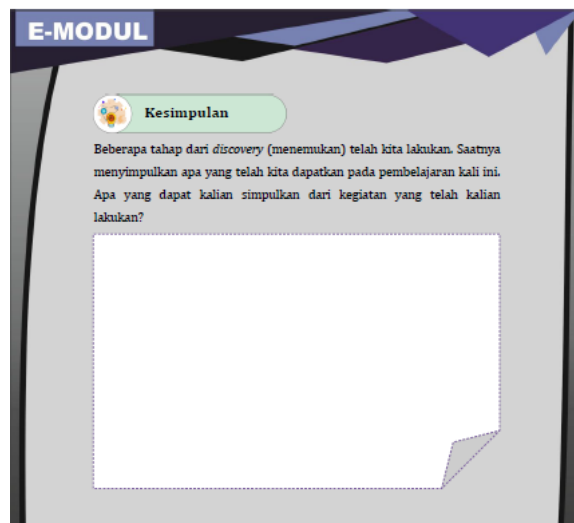 E-MODUL
Kesimpulan
Beberapa tahap dari discovery (menemukan) telah kita lakukan. Saatnya
menyimpulkan apa yang telah kita dapatkan pada pembelajaran kali ini.
Apa yang dapat kalian simpulkan dari kegiatan yang telah kalian
lakukan?